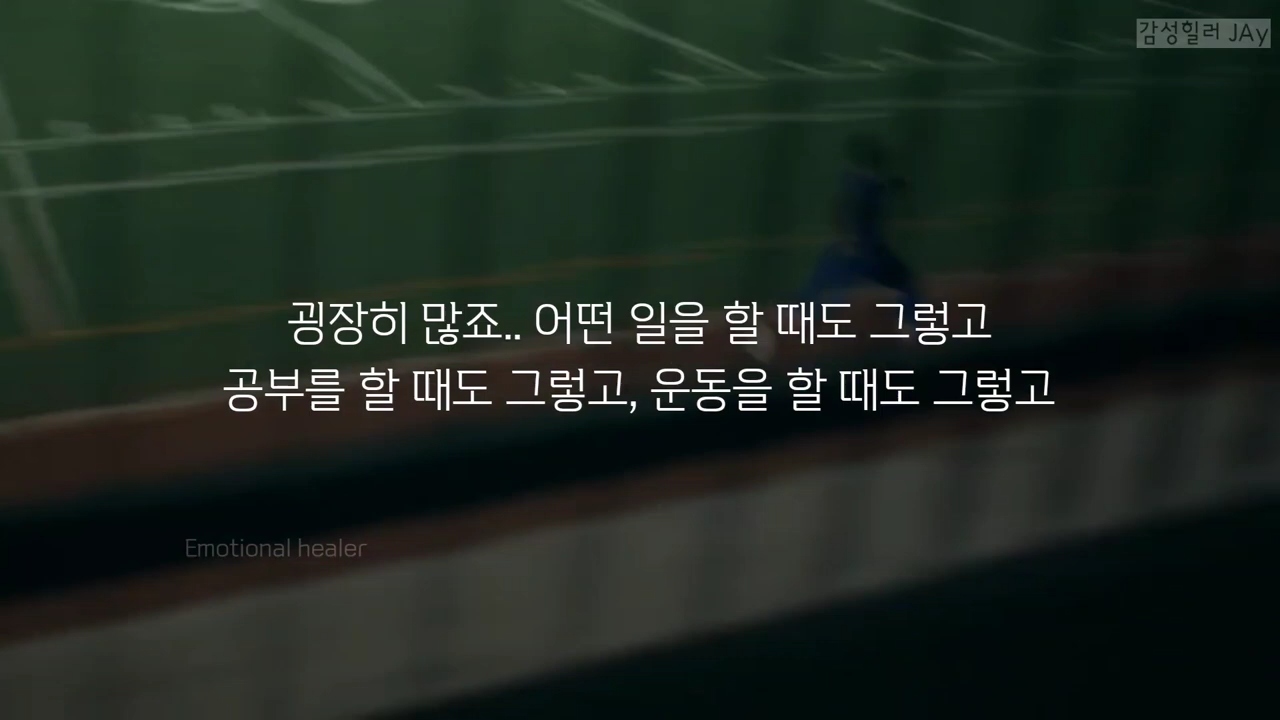 감성힐러 JAy
굉장히 많죠.. 어떤 일을 할 때도 그렇고
공부를 할 때도 그렇고, 운동을 할 때도 그렇고
Emotional healer